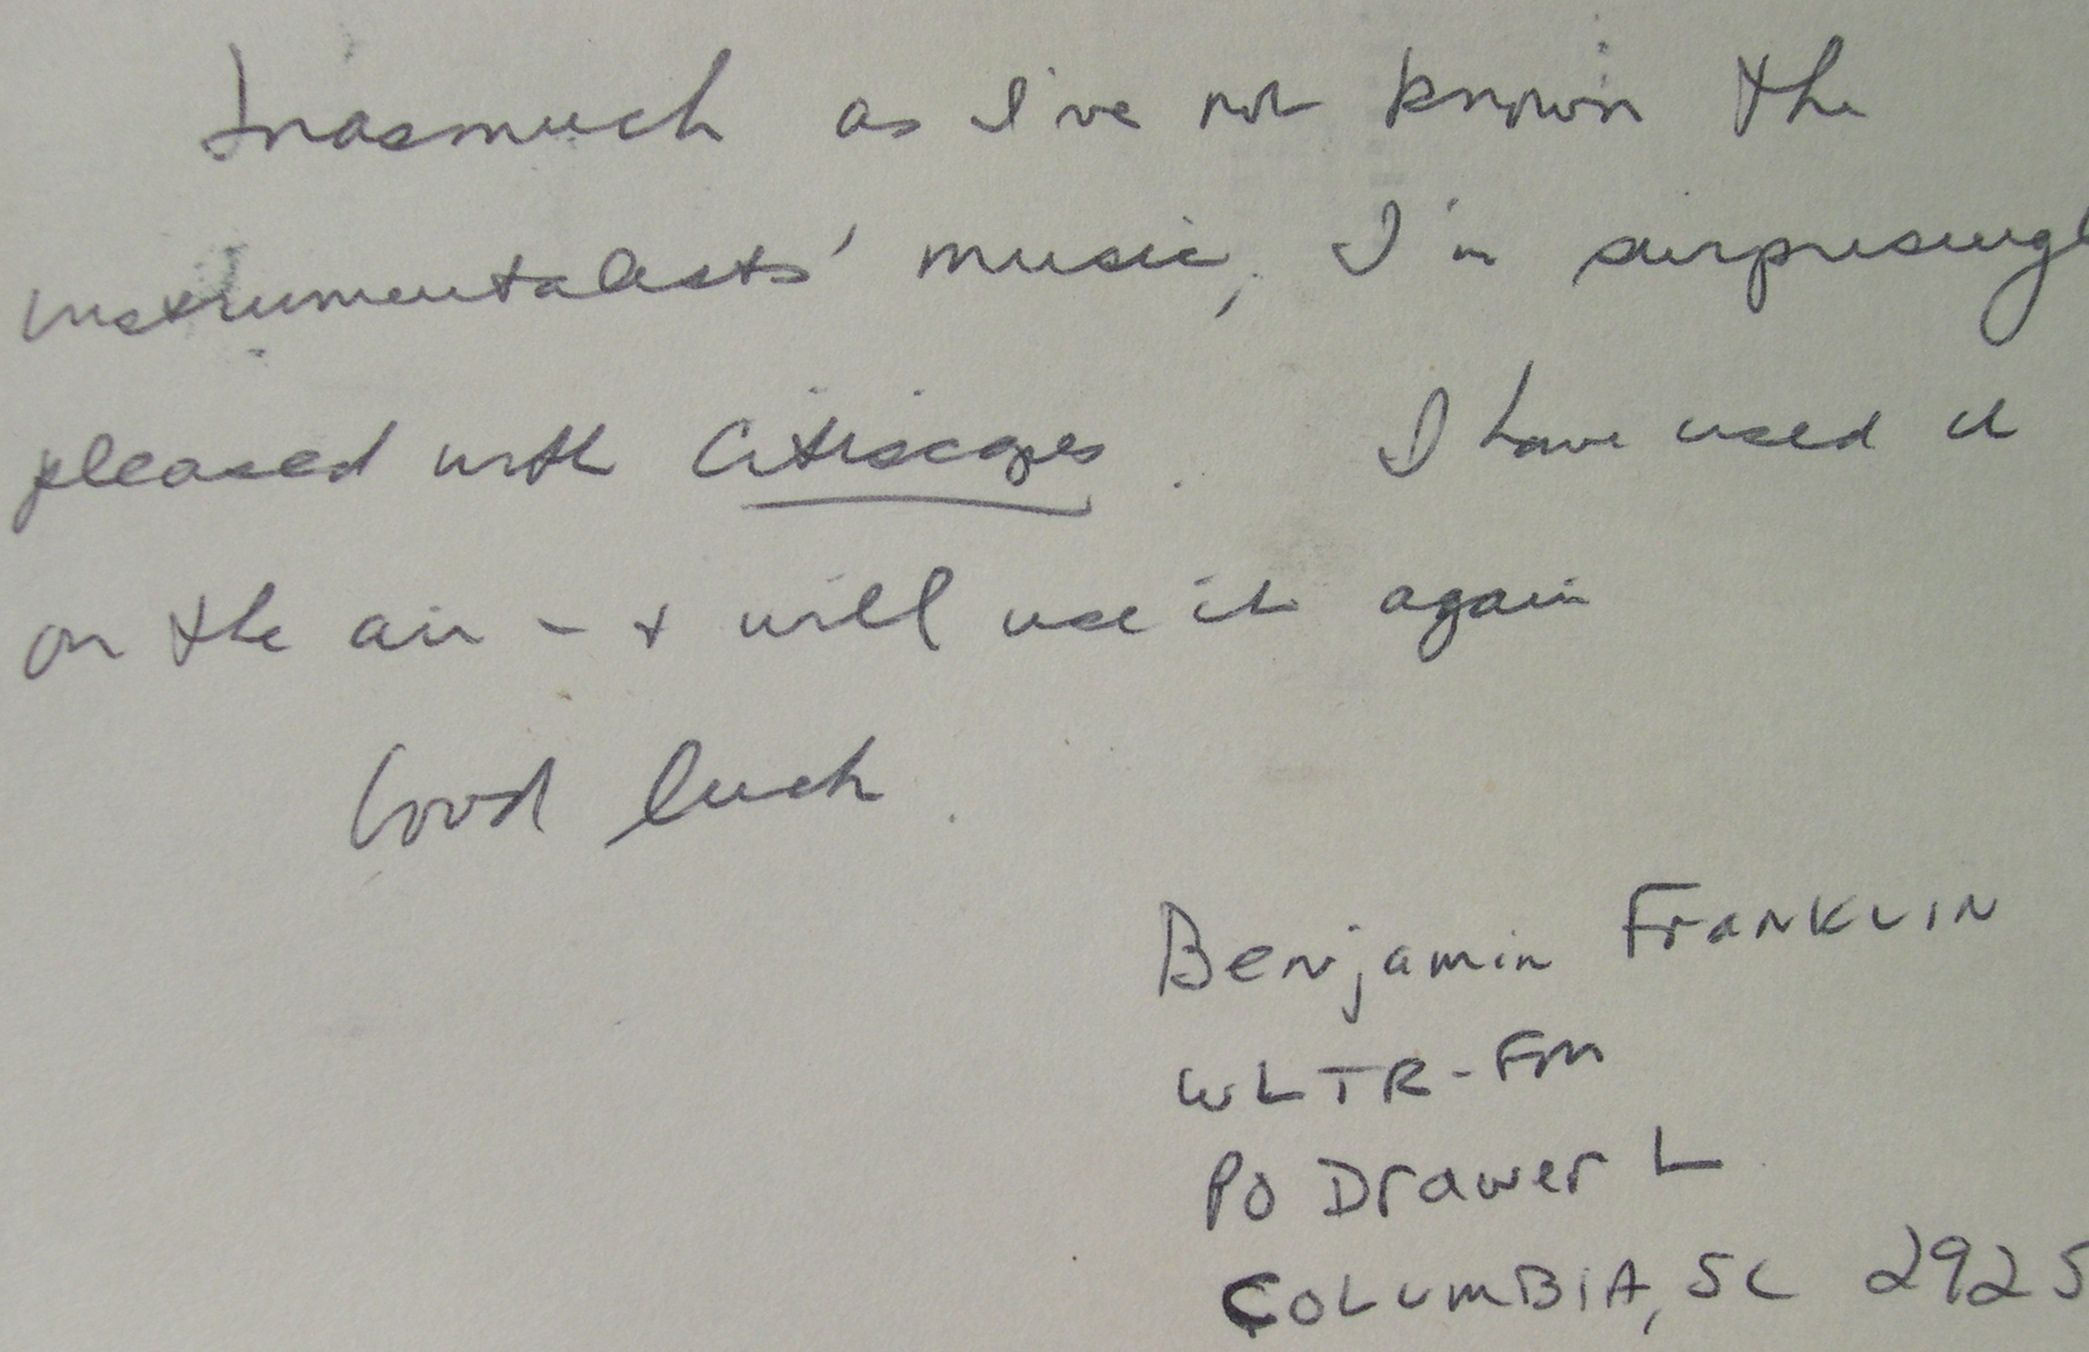 Inasmuch as I've not known the
instrumentalists' music, I'm surprisingl
pleased with Citiscapes. I have used it
on the air - + will use it again
Good luck.
Benjamin Franklin
WLTR-FM
PO Drawer L
Columbia, SC 2925